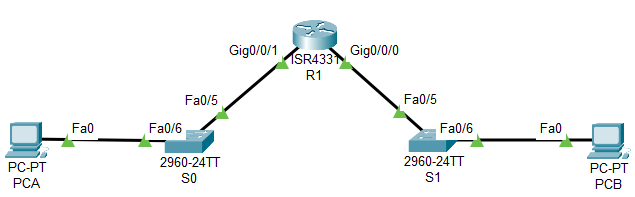 Gig0/0/1
Gig0/0/0
ISR4331
R1
Fa0/5
Fa0/5
Fa0
Fa0/6
Fa0/6
Fa0
PC-PT
PCA
2960-24TT
S0
2960-24TT
S1
PC-PT
PCB